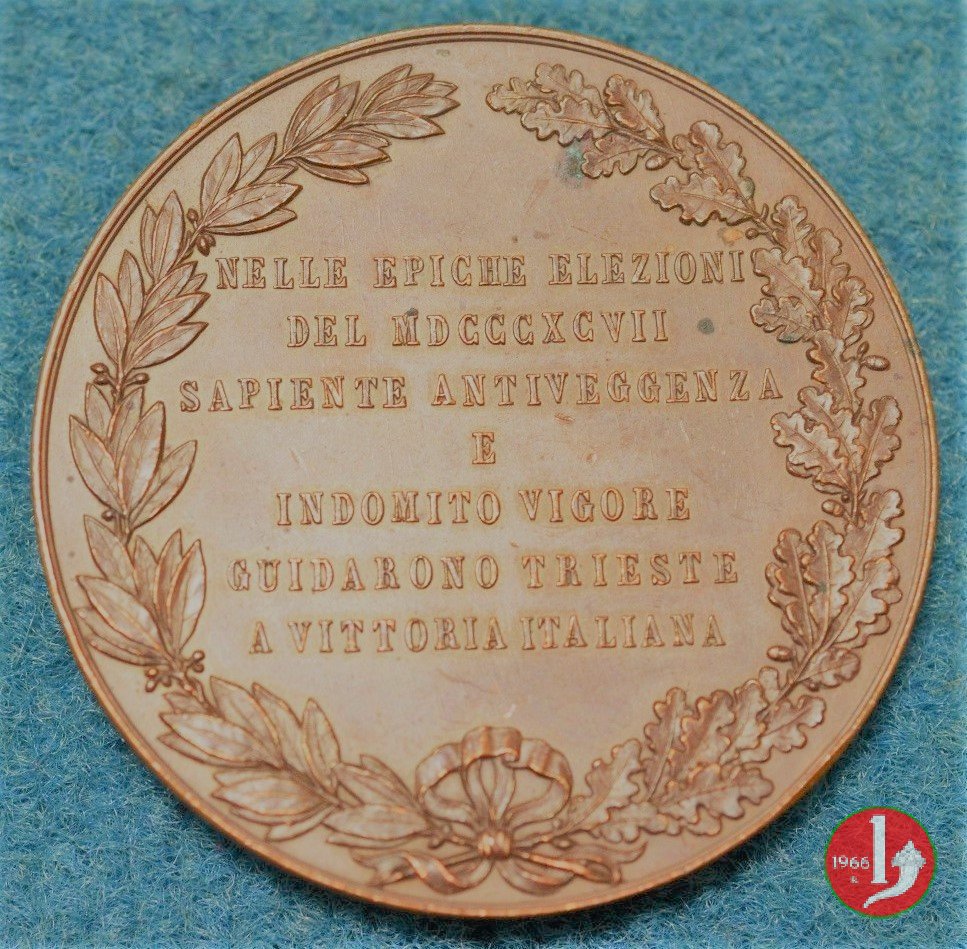 NELLE EPICHE ELEZIONI
DEL MDCCCXCVII
SAPIENTE ANTIVEGGENZA
E
INDOMITO VIGORE
GUIDARONO TRIESTE
A VITTORIA ITALIANA
1966